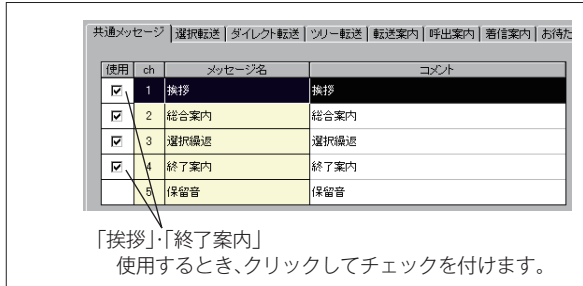 共通メッセージ 選択転送 ダイレクト転送 ツリー転送 転送案内 呼出案内 着信案内 お待た
使用 ch メッセージ名 コメント
1 挨拶 挨拶
2 総合案内 総合案内
3 選択繰返 選択繰返
4 終了案内 終了案内
5 保留音 保留音
「挨拶」・「終了案内」
使用するとき、クリックしてチェックを付けます。